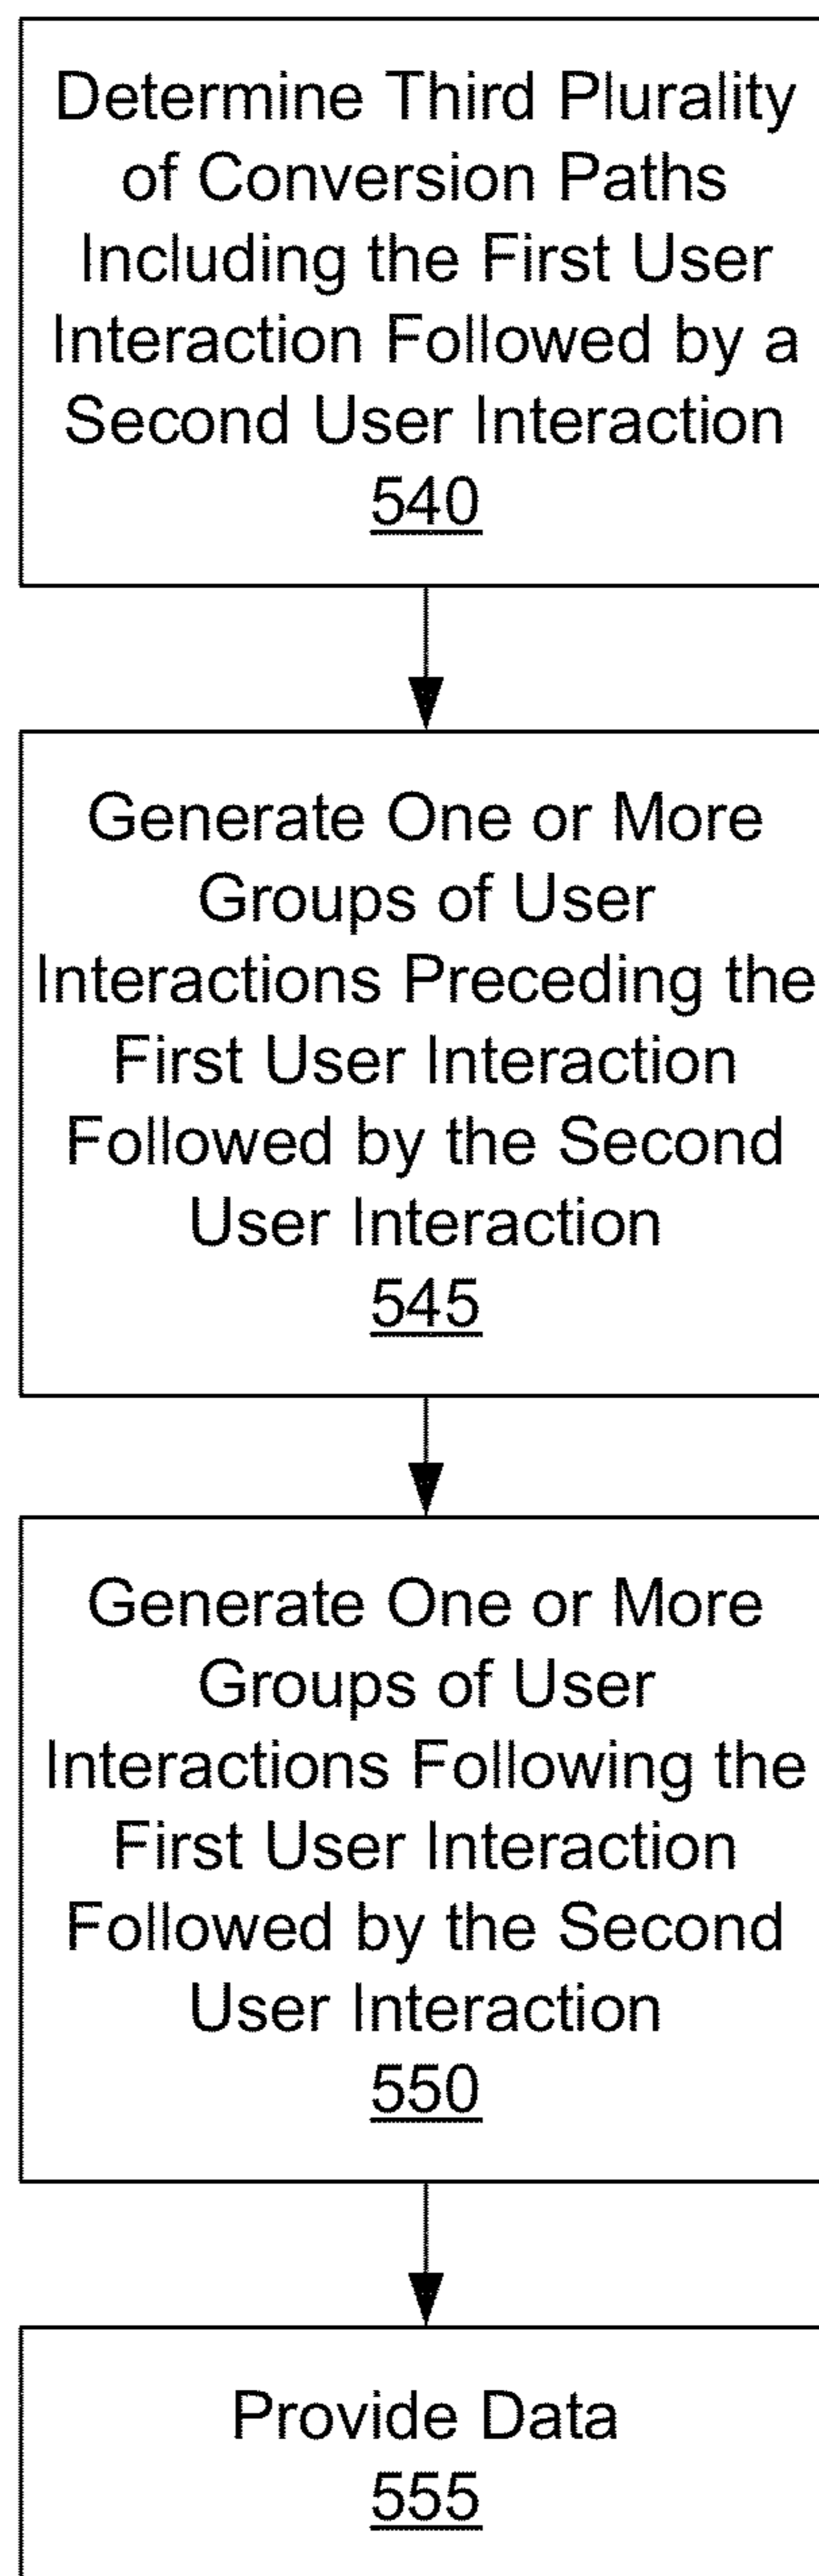 Determine Third Plurality
of Conversion Paths
Including the First User
Interaction Followed by a
Second User Interaction
540
Generate One or More
Groups of User
Interactions Preceding the
First User Interaction
Followed by the Second
User Interaction
545
Generate One or More
Groups of User
Interactions Following the
First User Interaction
Followed by the Second
User Interaction
550
Provide Data
555